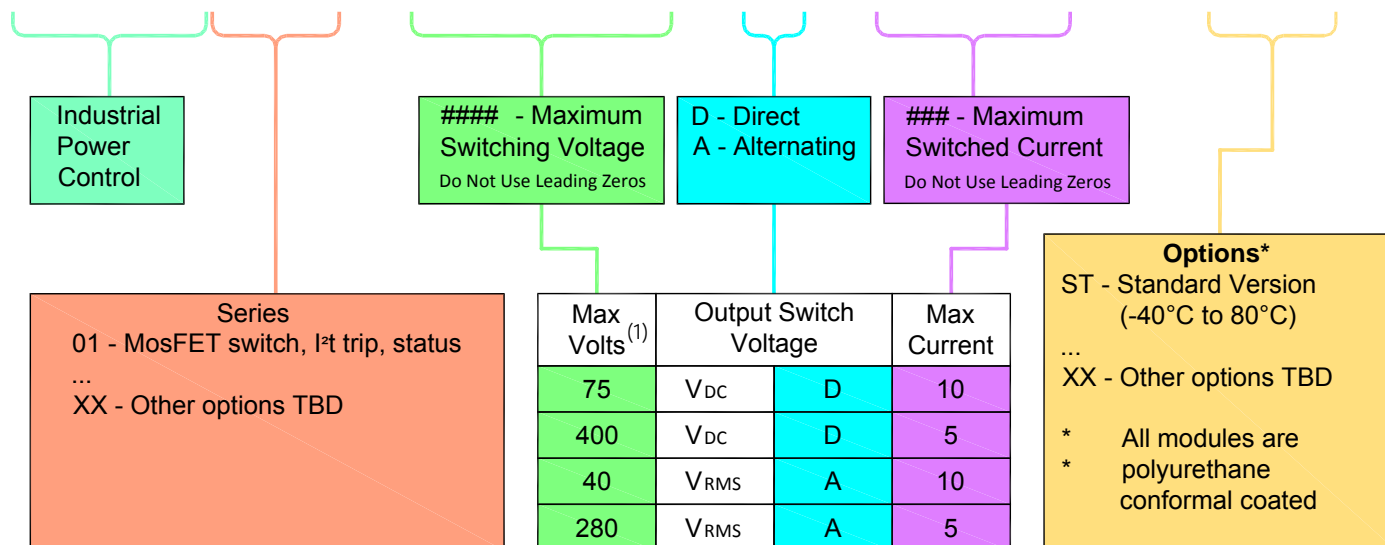 Industrial
Power
Control
#### - Maximum
Switching Voltage
Do Not Use Leading Zeros
D - Direct
A - Alternating
### - Maximum
Switched Current
Do Not Use Leading Zeros
Series
01 - MosFET switch, I²t trip, status
...
XX - Other options TBD
Max Volts(1) Output Switch Voltage Max Current
75 VDC D 10
400 VDC D 5
40 VRMS A 10
280 VRMS A 5
Options*
ST - Standard Version
(-40°C to 80°C)
...
XX - Other options TBD
* All modules are
* polyurethane
conformal coated